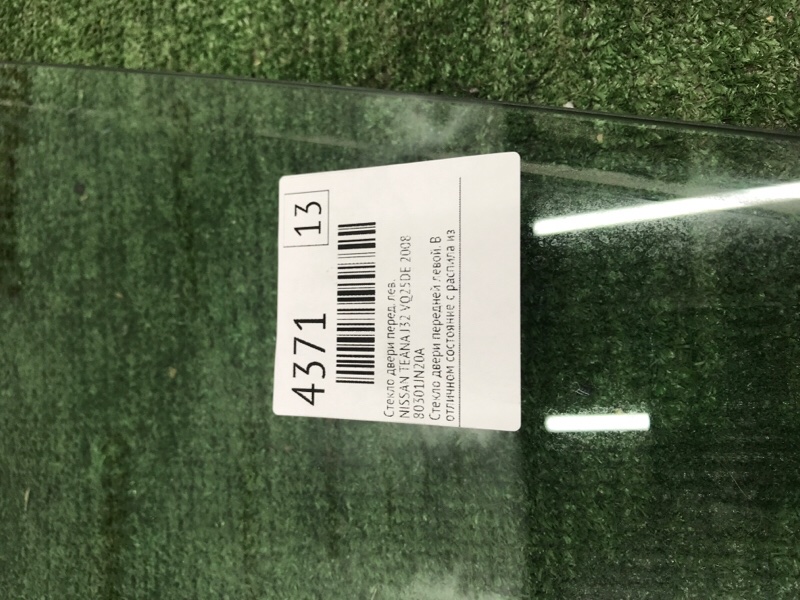 4371
13
Стекло двери перед. лев.
NISSAN TEANA J32 VQ25DE 2008
80301JN20A
Стекло двери передней левой. В
отличном состояние с распила из